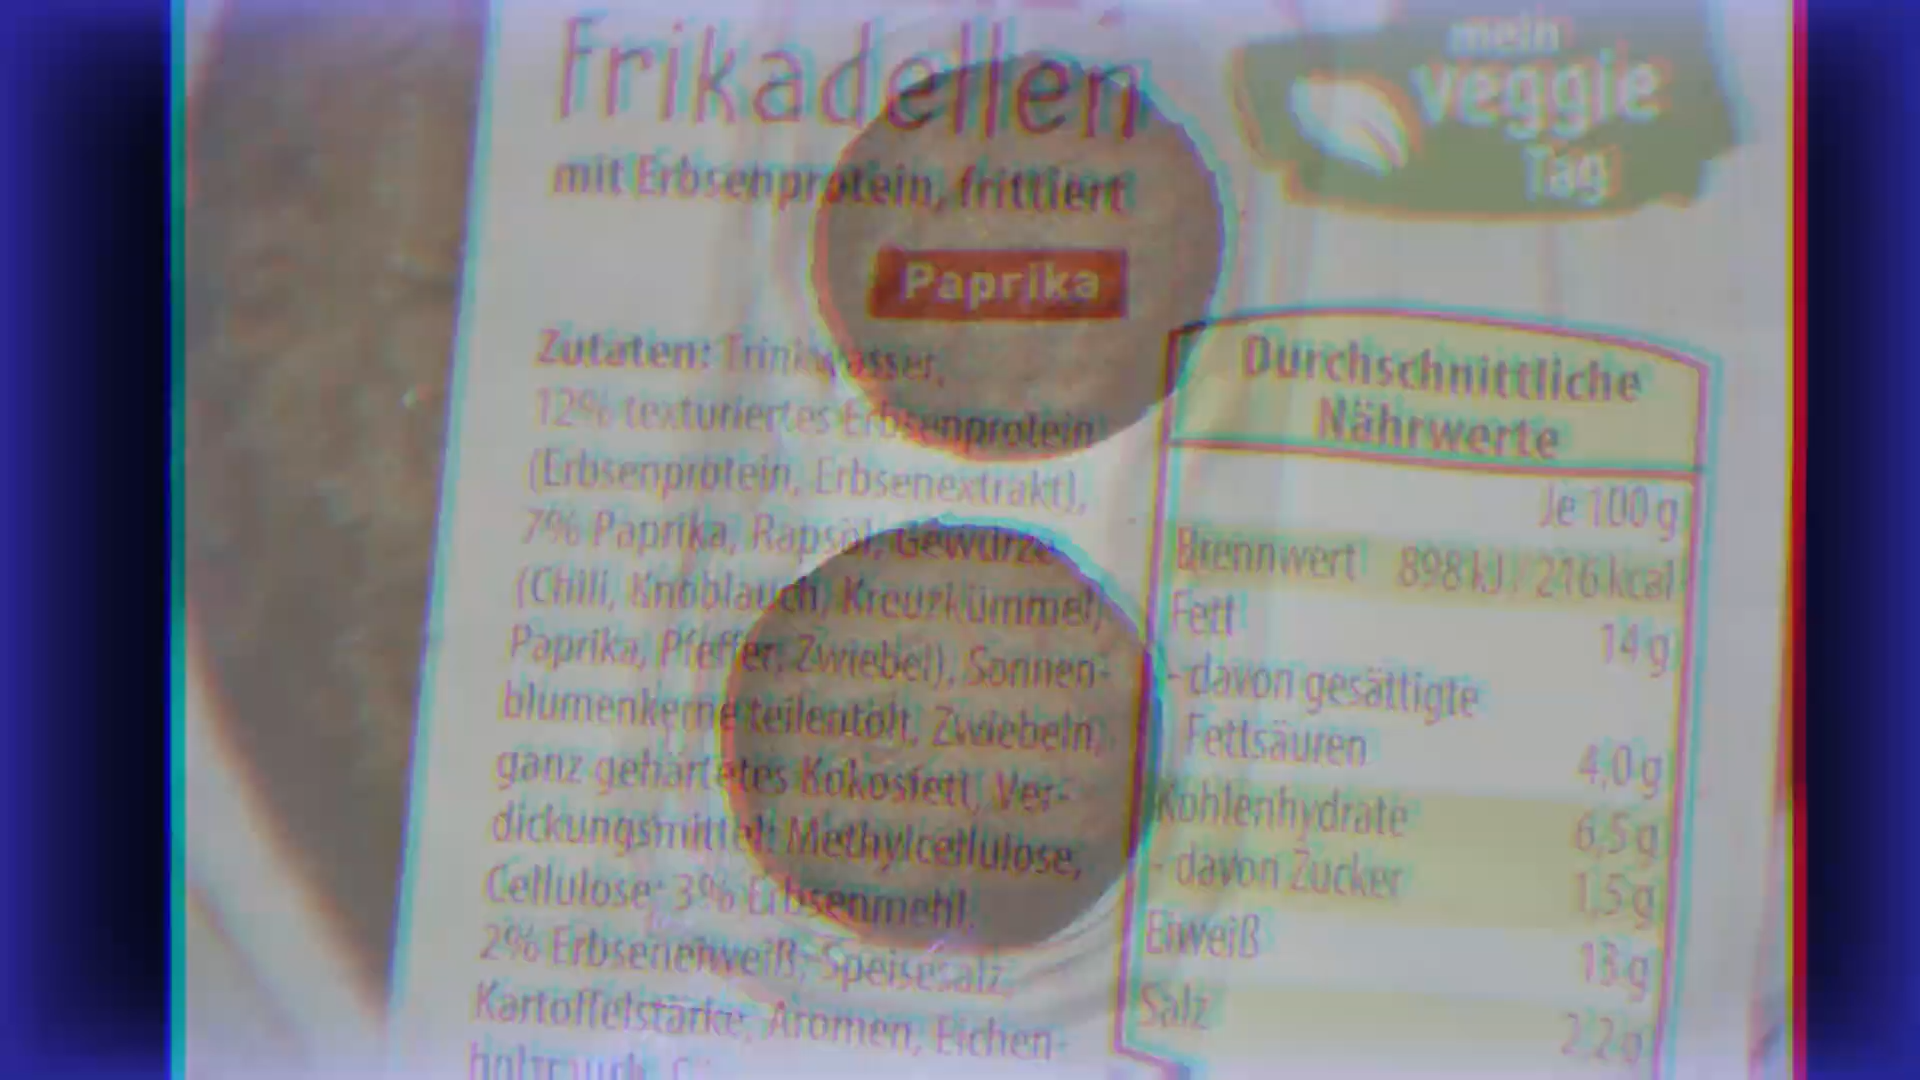 Frikadellen
mit Erbsenprotein, frittiert
Paprika
mein
veggie
Tag
Zutaten: Trinkwasser,
12% texturiertes Erbsenprotein
(Erbsenprotein, Erbsenextrakt),
7% Paprika, Rapsöl, Gewürze
(Chili, Knoblauch, Kreuzkümmel,
Paprika, Pfeffer, Zwiebel), Sonnen-
blumenkerne teilentölt, Zwiebeln,
ganz gehärtetes Kokosfett, Ver-
dickungsmittel: Methylcellulose,
Cellulose; 3% Erbsenmehl,
2% Erbseneiweiß, Speisesalz,
Kartoffelstärke, Aromen, Eichen-
Durchschnittliche
Nährwerte
Je 100 g
Brennwert 898 kJ / 216 kcal
Fett 14 g
- davon gesättigte
Fettsäuren 4,0 g
Kohlenhydrate 6,5 g
- davon Zucker 1,5 g
Eiweiß 13 g
Salz 2,2 g